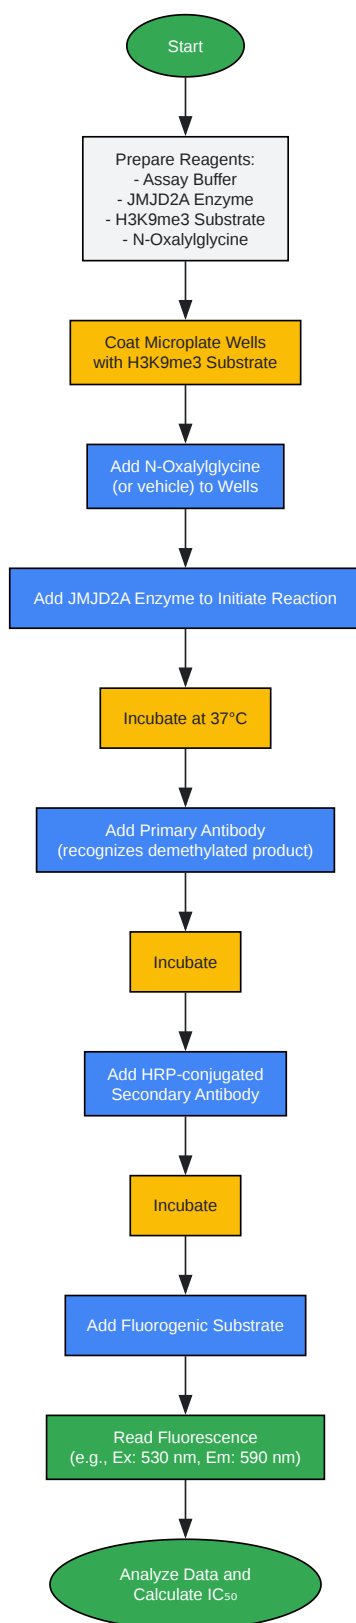 Start
Prepare Reagents:
- Assay Buffer
- JMJD2A Enzyme
- H3K9me3 Substrate
- N-Oxalylglycine
Coat Microplate Wells
with H3K9me3 Substrate
Add N-Oxalylglycine
(or vehicle) to Wells
Add JMJD2A Enzyme to Initiate Reaction
Incubate at 37°C
Add Primary Antibody
(recognizes demethylated product)
Incubate
Add HRP-conjugated
Secondary Antibody
Incubate
Add Fluorogenic Substrate
Read Fluorescence
(e.g., Ex: 530 nm, Em: 590 nm)
Analyze Data and
Calculate IC₅₀